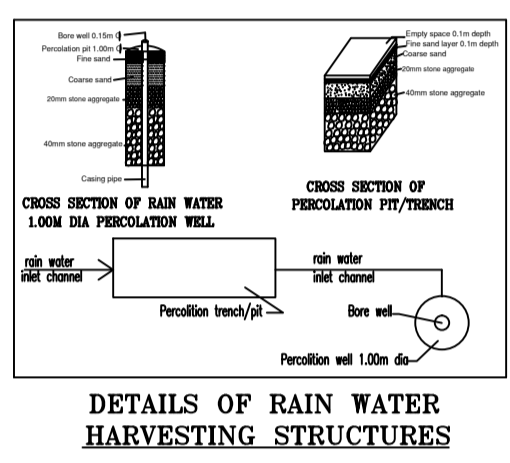 Bore well 0.15m
Percolation pit 1.00m
Fine sand
Coarse sand
20mm stone aggregate
40mm stone aggregate
Casing pipe
CROSS SECTION OF RAIN WATER
1.00M DIA PERCOLATION WELL
Empty space 0.1m depth
Fine sand layer 0.1m depth
Coarse sand
20mm stone aggregate
40mm stone aggregate
CROSS SECTION OF
PERCOLATION PIT/TRENCH
rain water
inlet channel
Percolition trench/pit
rain water
inlet channel
Bore well
Percolition well 1.00m dia
DETAILS OF RAIN WATER
HARVESTING STRUCTURES